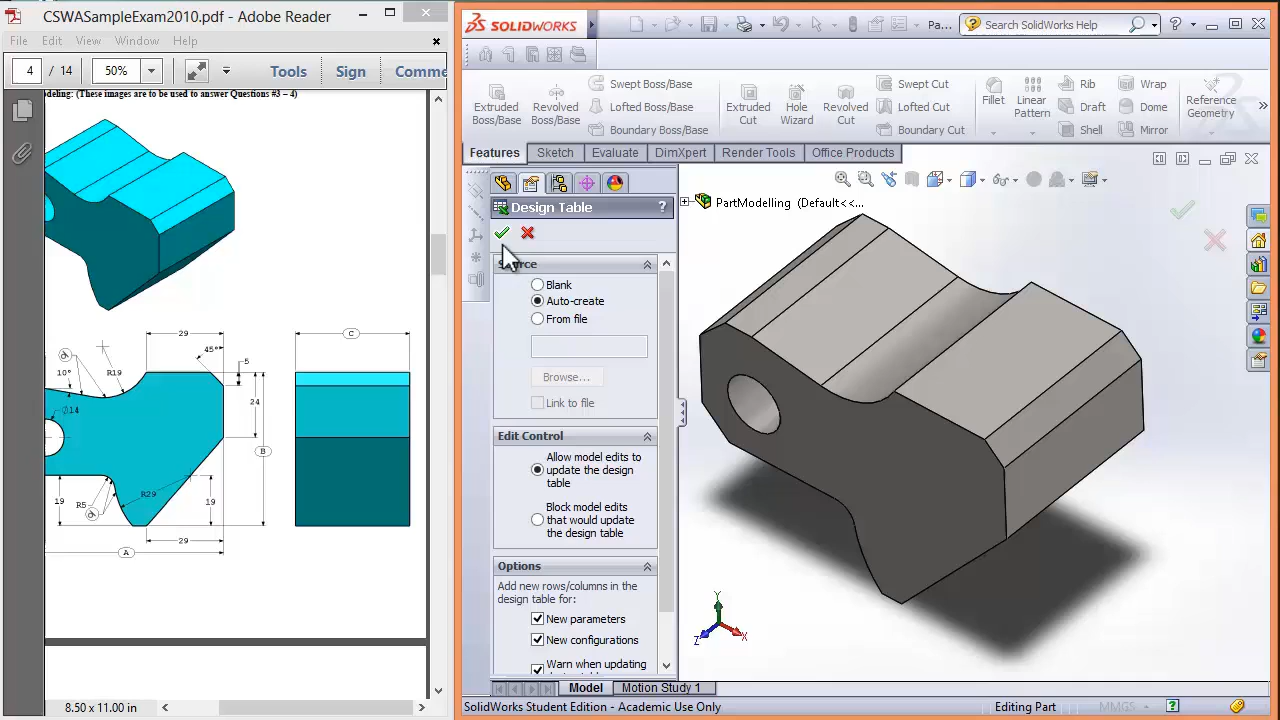 CSWASampleExam2010.pdf - Adobe Reader
File Edit View Window Help
4 / 14 50% Tools Sign Comme
deling: (These images are to be used to answer Questions #3 – 4)
29
C
45°
5
10°
R19
24
Ø14
B
R29
19
R5
19
29
A
8.50 x 11.00 in
SOLIDWORKS
Pa...
Search SolidWorks Help
Extruded Boss/Base
Revolved Boss/Base
Swept Boss/Base
Lofted Boss/Base
Boundary Boss/Base
Extruded Cut
Hole Wizard
Revolved Cut
Swept Cut
Lofted Cut
Boundary Cut
Fillet
Linear Pattern
Rib
Draft
Shell
Wrap
Dome
Mirror
Reference Geometry
Features Sketch Evaluate DimXpert Render Tools Office Products
Design Table ?
PartModelling (Default<<...
Source
Blank
Auto-create
From file
Browse...
Link to file
Edit Control
Allow model edits to
update the design
table
Block model edits
that would update
the design table
Options
Add new rows/columns in the
design table for:
New parameters
New configurations
Warn when updating
Y
X
Z
Model Motion Study 1
SolidWorks Student Edition - Academic Use Only
Editing Part
MMGS